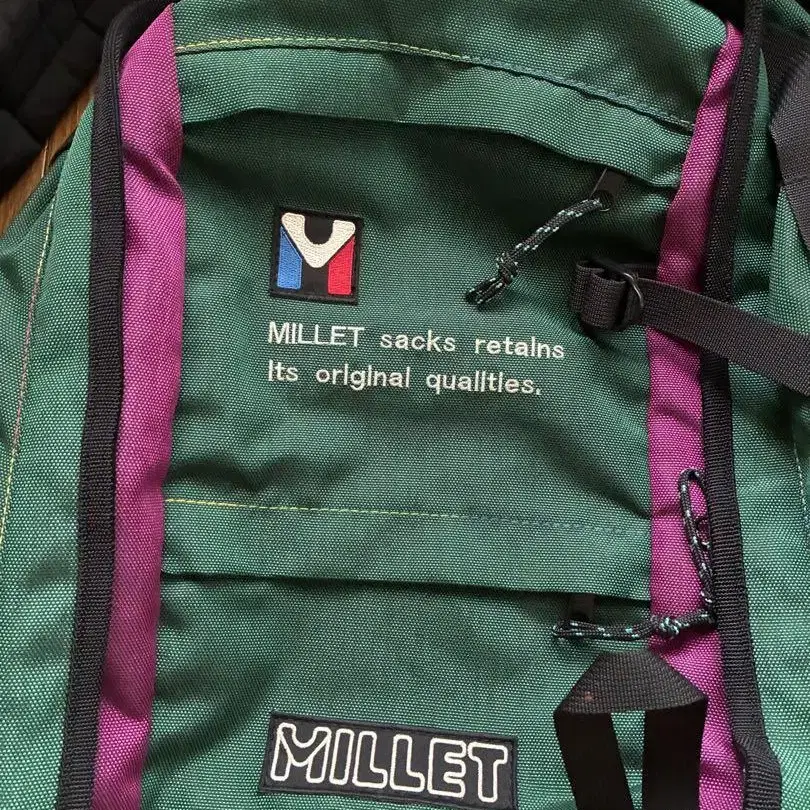 MILLET sacks retains
its original qualities.
MILLET